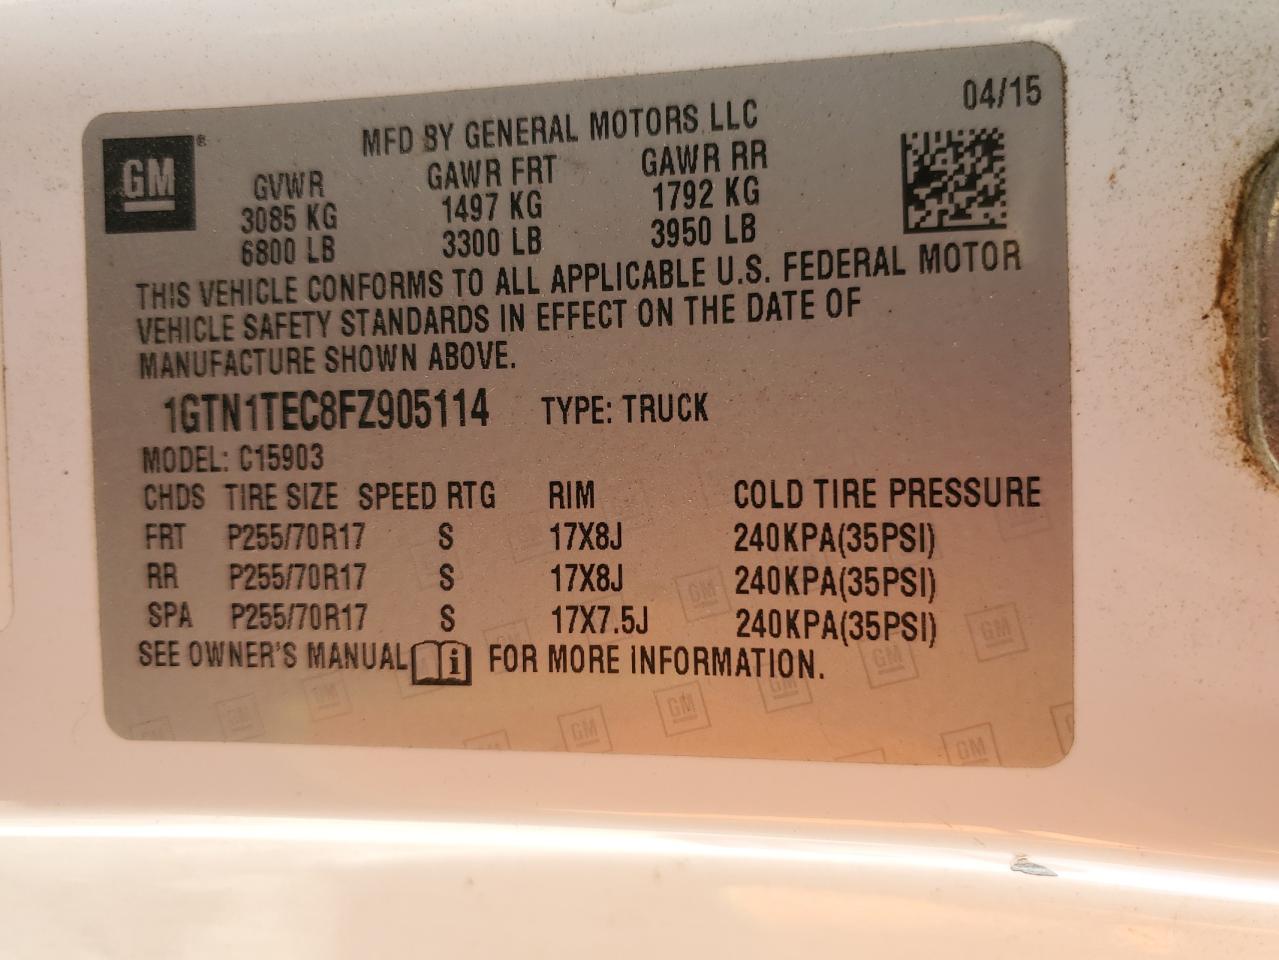 04/15
MFD BY GENERAL MOTORS LLC
GM®
GVWR GAWR FRT GAWR RR
3085 KG 1497 KG 1792 KG
6800 LB 3300 LB 3950 LB
THIS VEHICLE CONFORMS TO ALL APPLICABLE U.S. FEDERAL MOTOR
VEHICLE SAFETY STANDARDS IN EFFECT ON THE DATE OF
MANUFACTURE SHOWN ABOVE.
1GTN1TEC8FZ905114 TYPE: TRUCK
MODEL: C15903
CHDS TIRE SIZE SPEED RTG RIM COLD TIRE PRESSURE
FRT P255/70R17 S 17X8J 240KPA(35PSI)
RR P255/70R17 S 17X8J 240KPA(35PSI)
SPA P255/70R17 S 17X7.5J 240KPA(35PSI)
SEE OWNER'S MANUAL i FOR MORE INFORMATION.